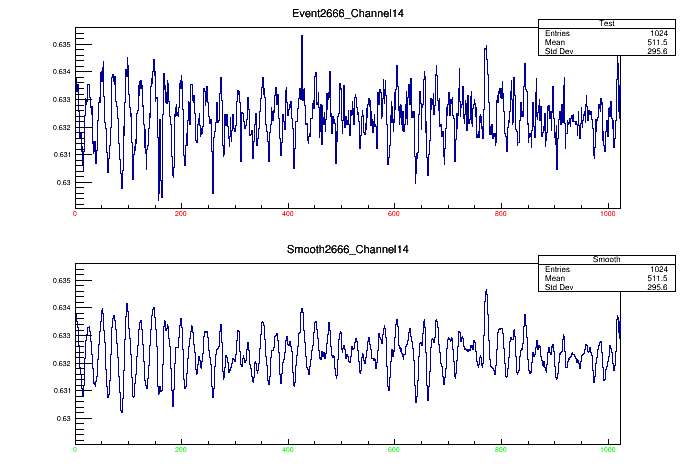 Event2666_Channel14
Test
Entries 1024
Mean 511.5
Std Dev 295.6
0.635
0.634
0.633
0.632
0.631
0.63
0 200 400 600 800 1000
Smooth2666_Channel14
Smooth
Entries 1024
Mean 511.5
Std Dev 295.6
0.635
0.634
0.633
0.632
0.631
0.63
0 200 400 600 800 1000